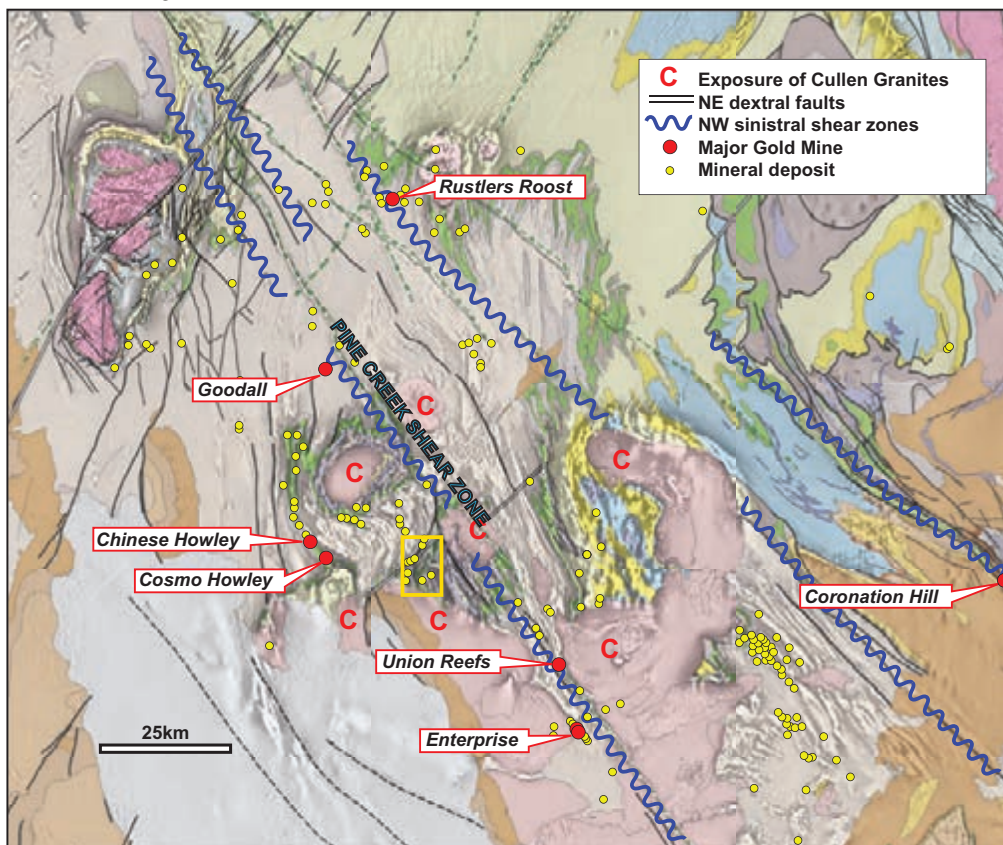 C Exposure of Cullen Granites
NE dextral faults
NW sinistral shear zones
Major Gold Mine
Mineral deposit
Rustlers Roost
PINE CREEK SHEAR ZONE
Goodall
C
C
C
C
Chinese Howley
Cosmo Howley
Coronation Hill
C
C
C
Union Reefs
25km
Enterprise